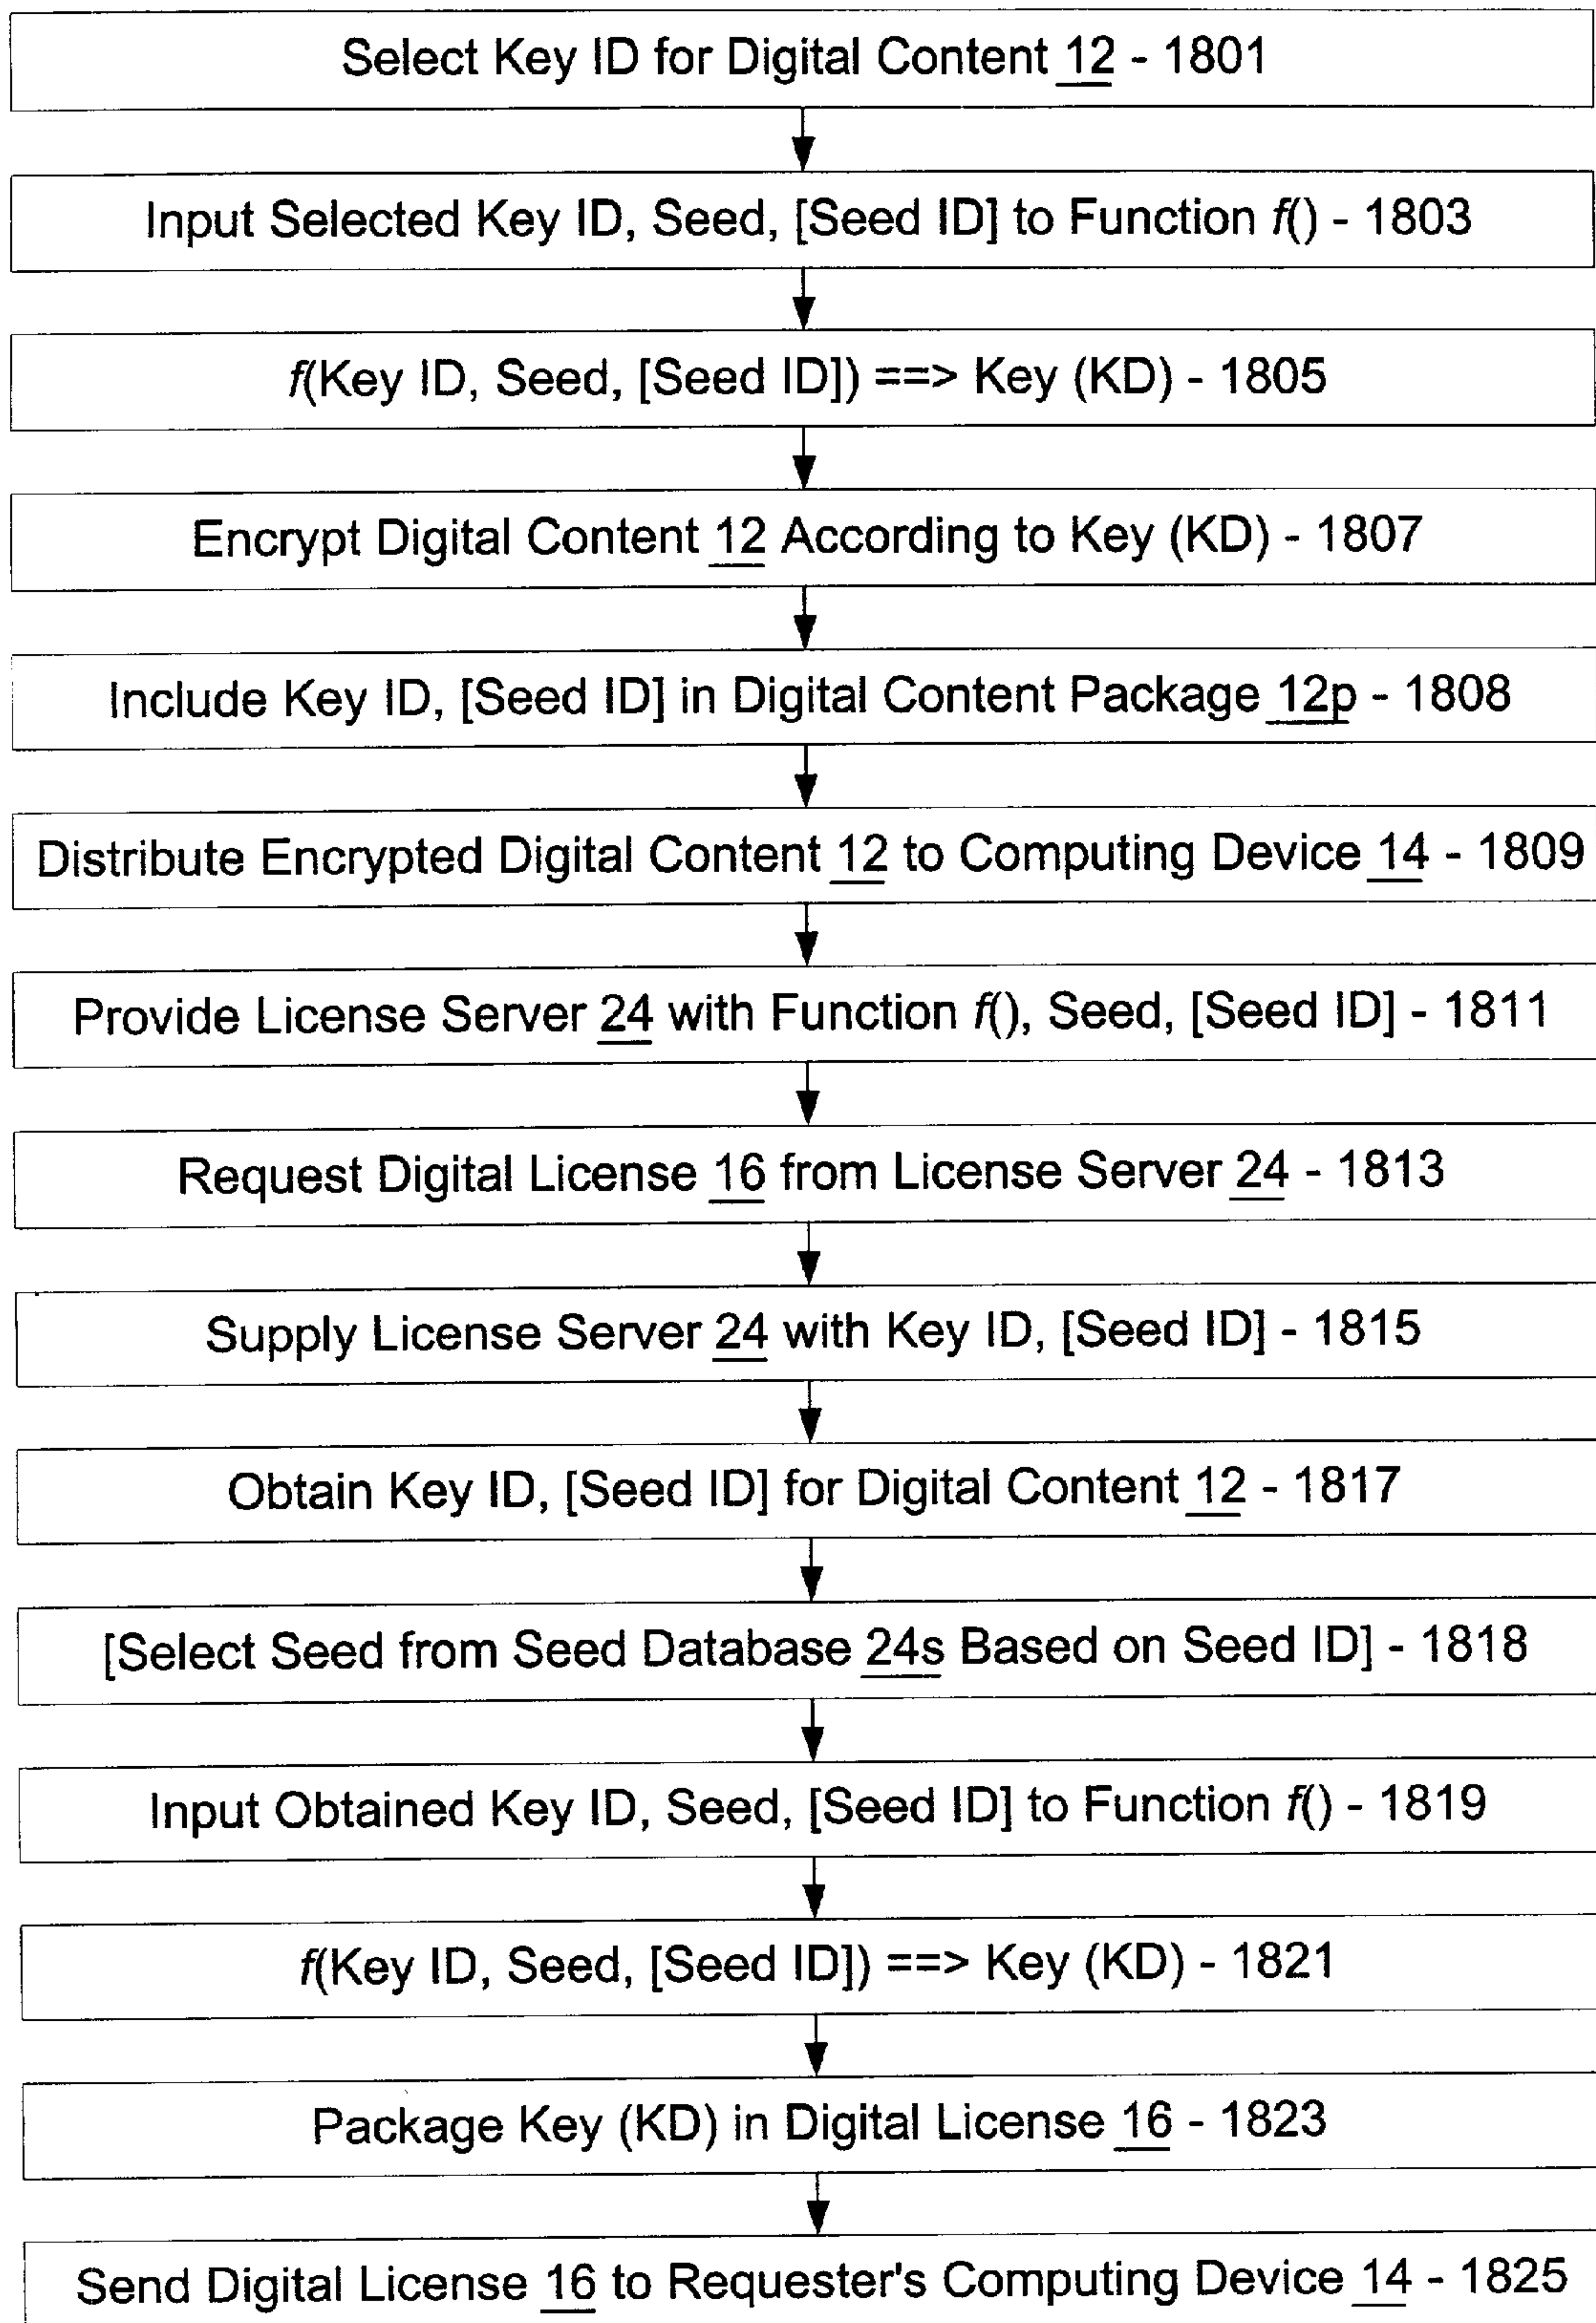 Select Key ID for Digital Content 12 - 1801
Input Selected Key ID, Seed, [Seed ID] to Function f() - 1803
f(Key ID, Seed, [Seed ID]) ==> Key (KD) - 1805
Encrypt Digital Content 12 According to Key (KD) - 1807
Include Key ID, [Seed ID] in Digital Content Package 12p - 1808
Distribute Encrypted Digital Content 12 to Computing Device 14 - 1809
Provide License Server 24 with Function f(), Seed, [Seed ID] - 1811
Request Digital License 16 from License Server 24 - 1813
Supply License Server 24 with Key ID, [Seed ID] - 1815
Obtain Key ID, [Seed ID] for Digital Content 12 - 1817
[Select Seed from Seed Database 24s Based on Seed ID] - 1818
Input Obtained Key ID, Seed, [Seed ID] to Function f() - 1819
f(Key ID, Seed, [Seed ID]) ==> Key (KD) - 1821
Package Key (KD) in Digital License 16 - 1823
Send Digital License 16 to Requester's Computing Device 14 - 1825